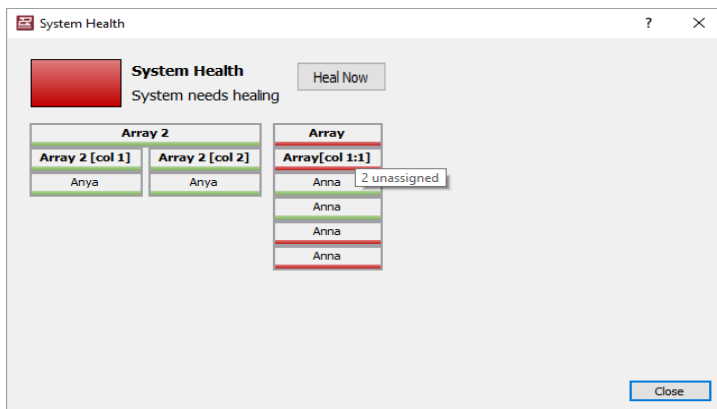 System Health
?
System Health
Heal Now
System needs healing
Array 2
Array
Array 2 [col 1]
Array 2 [col 2]
Array[col 1:1]
Anya
Anya
Anna
2 unassigned
Anna
Anna
Anna
Close